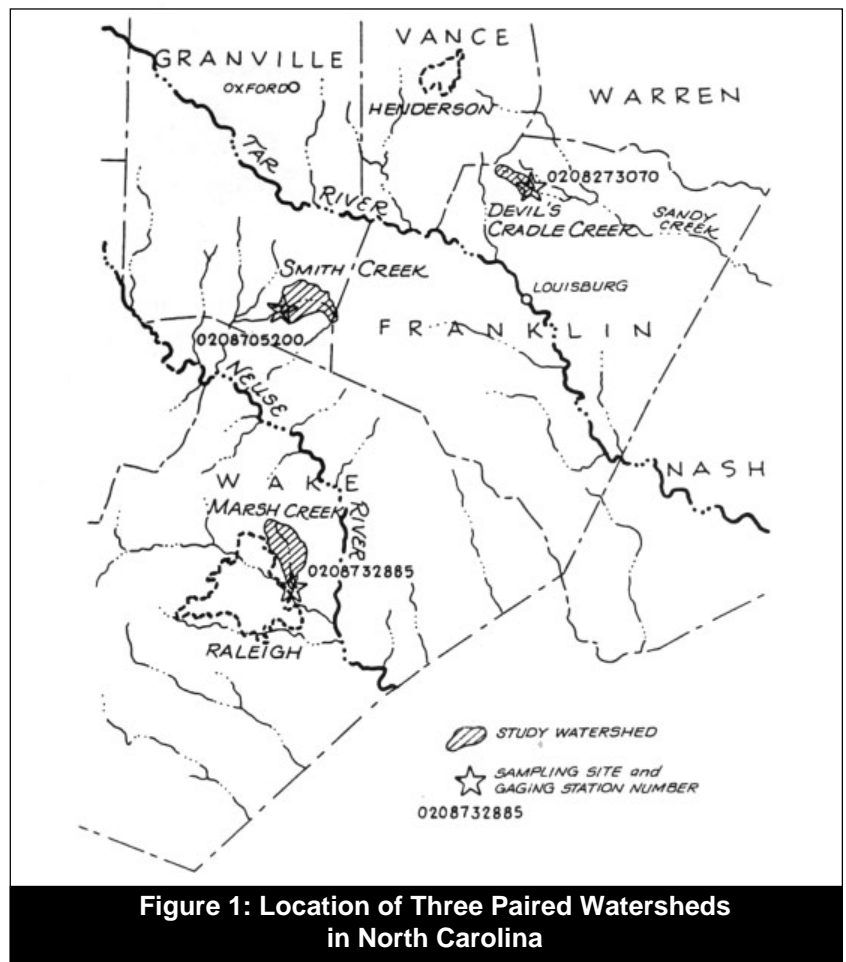 VANCE
GRANVILLE
OXFORD
HENDERSON
WARREN
TAR
RIVER
0208273070
DEVIL'S
CRADLE CREEK
SANDY
CREEK
SMITH CREEK
LOUISBURG
0208705200
FRANKLIN
NEUSE
RIVER
NASH
WAKE
MARSH CREEK
0208732885
RALEIGH
STUDY WATERSHED
SAMPLING SITE and
GAGING STATION NUMBER
0208732885
Figure 1: Location of Three Paired Watersheds
in North Carolina